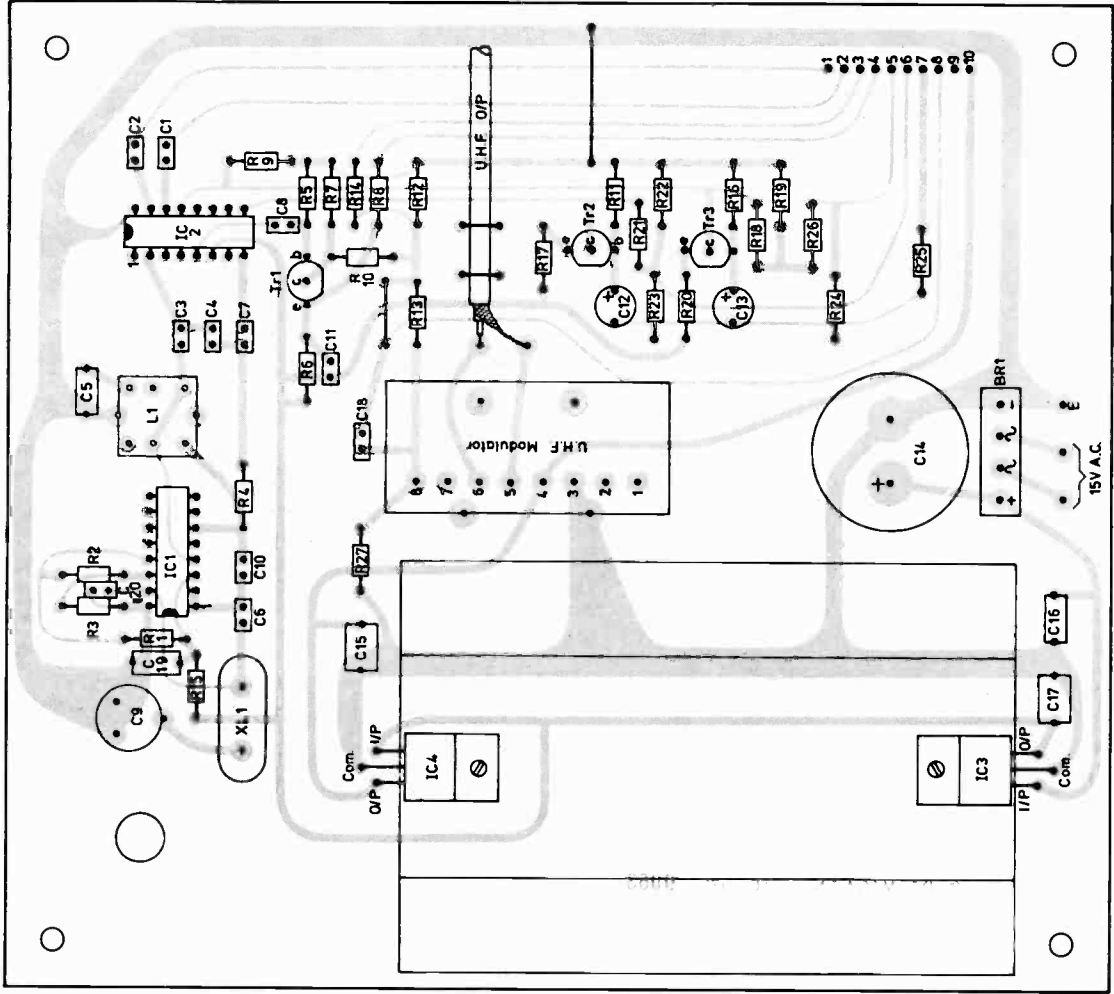 C2
C1
R9
IC2
1
C8
R5
R7
R14
R8
R12
U.H.F. O/P
1
2
3
4
5
6
7
8
9
10
Tr1
b
c
e
R10
C3
C4
C7
R6
C11
R13
R17
Tr2
e
c
b
R11
R21
R22
Tr3
e
c
b
R16
R18
R19
R26
R25
C12
+
R23
R20
C13
+
R24
C5
L1
C18
U.H.F. Modulator
8
7
6
5
4
3
2
1
C14
+
BR1
+
-
E
15V A.C.
R4
IC1
1
R2
R3
C20
C10
C6
R1
C19
R15
C9
XL1
R27
C15
C16
C17
I/P
Com.
O/P
IC4
IC3
O/P
Com.
I/P